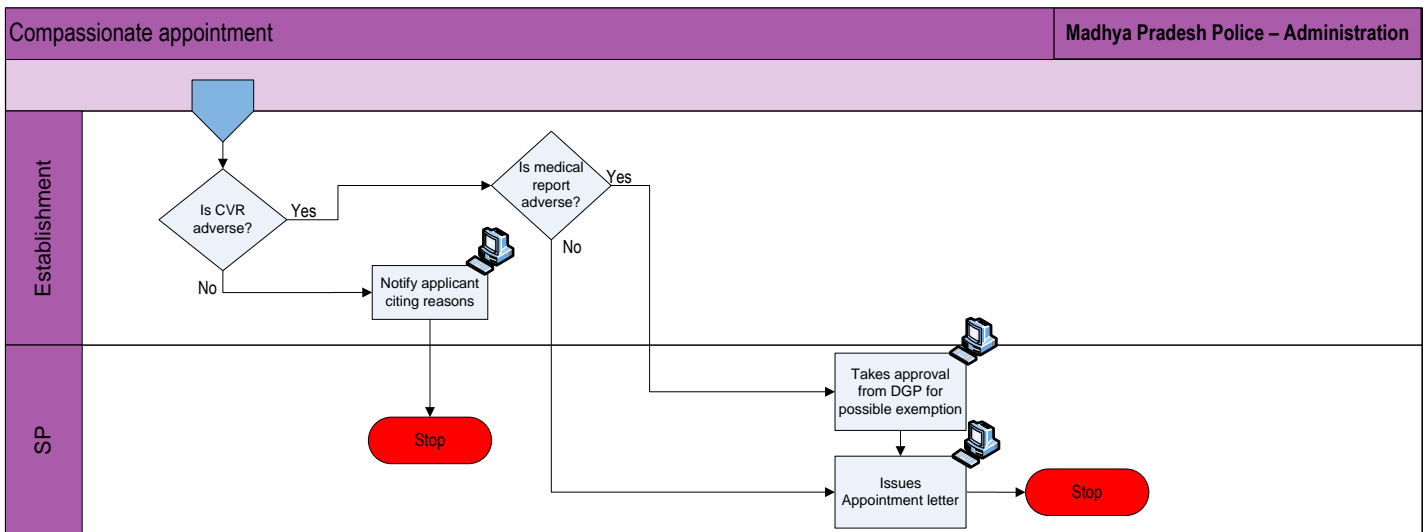 Compassionate appointment
Madhya Pradesh Police – Administration
Establishment
Is CVR
adverse?
Yes
No
Is medical
report
adverse?
Yes
No
Notify applicant
citing reasons
SP
Stop
Takes approval
from DGP for
possible exemption
Issues
Appointment letter
Stop